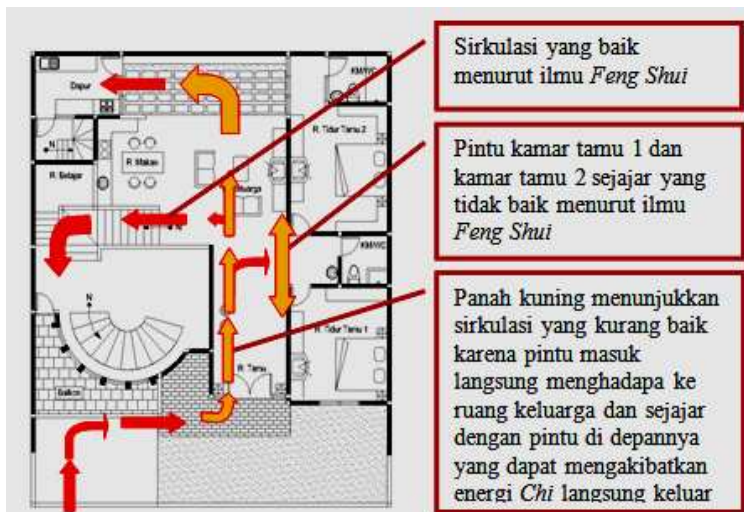 Sirkulasi yang baik
menurut ilmu Feng Shui
Pintu kamar tamu 1 dan
kamar tamu 2 sejajar yang
tidak baik menurut ilmu
Feng Shui
Panah kuning menunjukkan
sirkulasi yang kurang baik
karena pintu masuk
langsung menghadapa ke
ruang keluarga dan sejajar
dengan pintu di depannya
yang dapat mengakibatkan
energi Chi langsung keluar
Dapur
KM/WC
R. Tidur Tamu 2
R. Makan
R. Belajar
N
KM/WC
N
R. Tidur Tamu 1
R. Tamu
Balkon